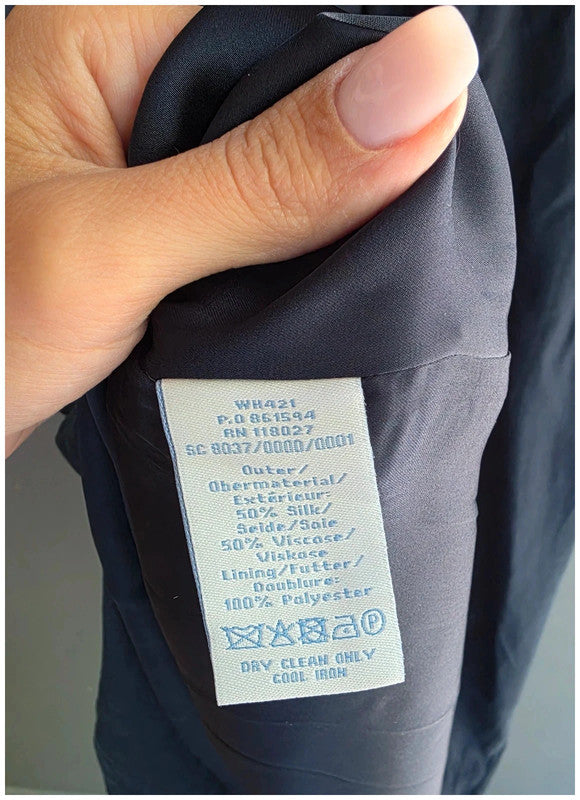 WH421
P.O 861594
RN 118027
SC 8037/0000/0001
Outer/
Obermaterial/
Extérieur:
50% Silk/
Seide/Soie
50% Viscose/
Viskose
Lining/Futter/
Doublure:
100% Polyester
P
DRY CLEAN ONLY
COOL IRON